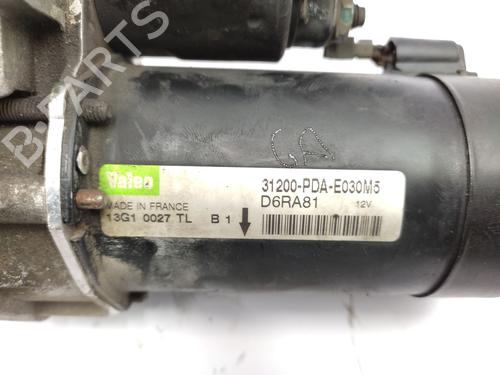 B-PARTS
Valeo
31200-PDA-E030M5
MADE IN FRANCE
D6RA81
12V
13G1 0027 TL B 1